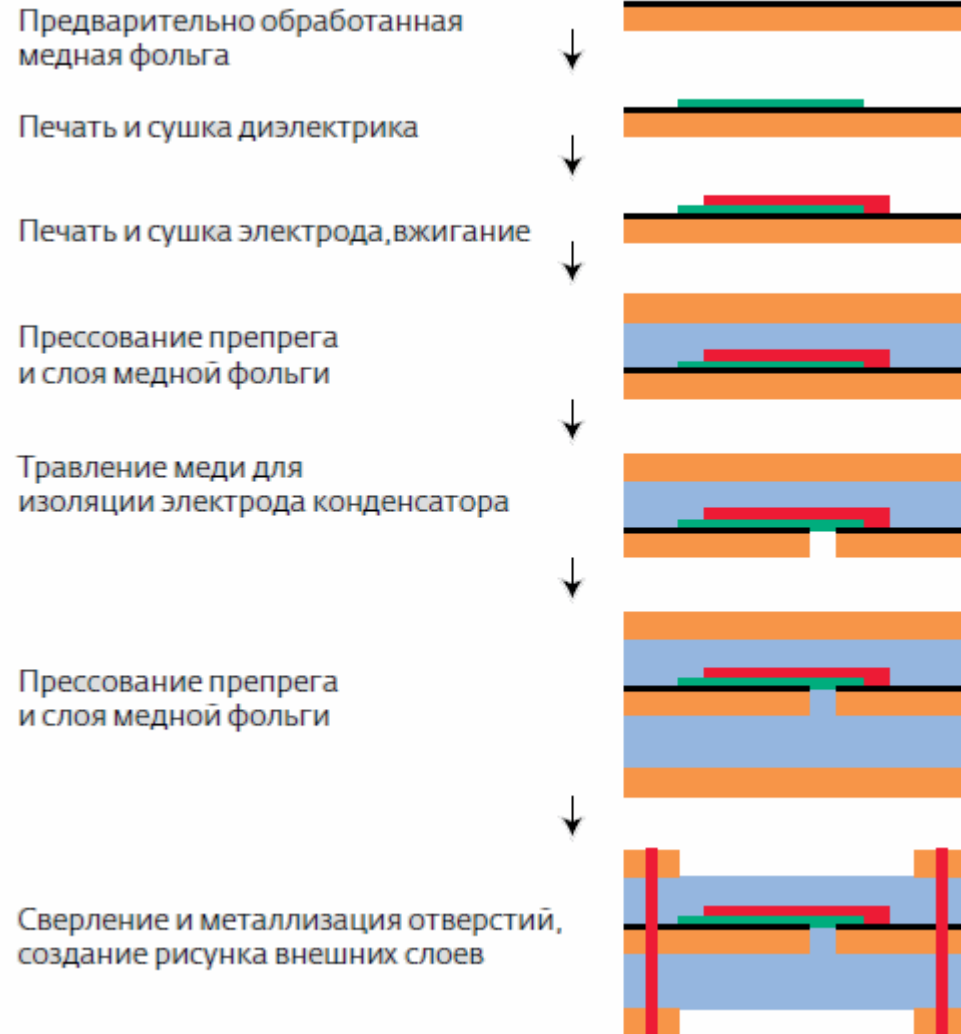 Предварительно обработанная
медная фольга
Печать и сушка диэлектрика
Печать и сушка электрода,вжигание
Прессование препрега
и слоя медной фольги
Травление меди для
изоляции электрода конденсатора
Прессование препрега
и слоя медной фольги
Сверление и металлизация отверстий,
создание рисунка внешних слоев